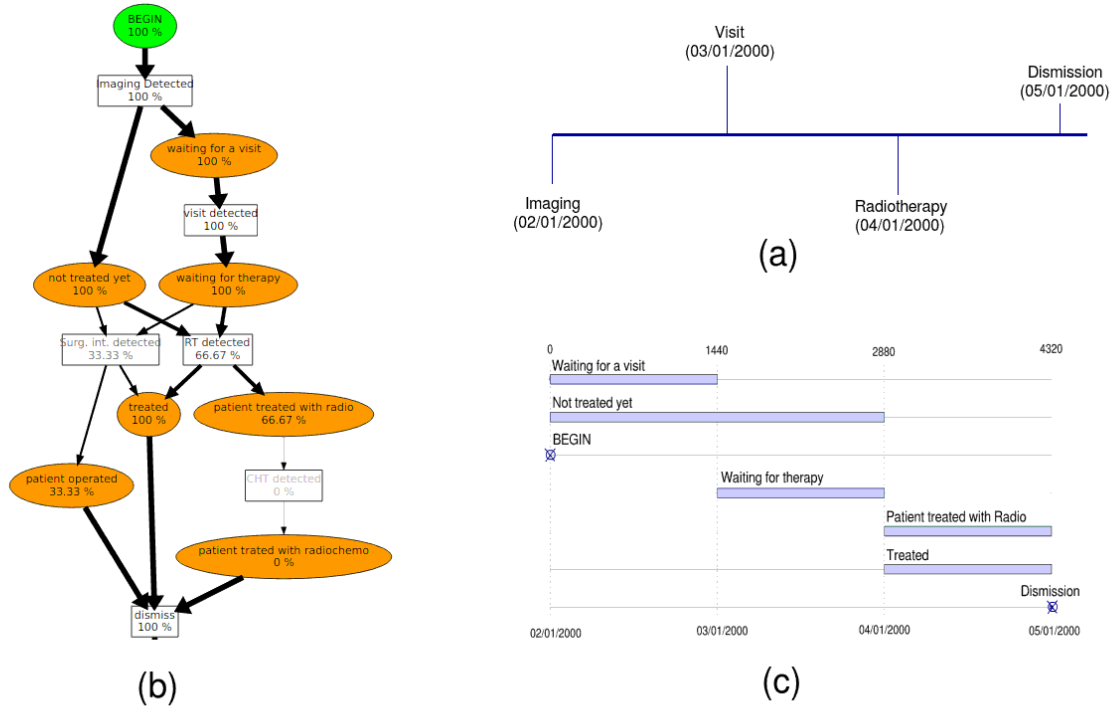 BEGIN
100 %
Imaging Detected
100 %
waiting for a visit
100 %
visit detected
100 %
not treated yet
100 %
waiting for therapy
100 %
Surg. int. detected
33.33 %
RT detected
66.67 %
treated
100 %
patient treated with radio
66.67 %
patient operated
33.33 %
CHT detected
0 %
patient trated with radiochemo
0 %
dismiss
100 %
(b)
Visit
(03/01/2000)
Dismission
(05/01/2000)
Imaging
(02/01/2000)
Radiotherapy
(04/01/2000)
(a)
0 1440 2880 4320
Waiting for a visit
Not treated yet
BEGIN
Waiting for therapy
Patient treated with Radio
Treated
Dismission
02/01/2000 03/01/2000 04/01/2000 05/01/2000
(c)